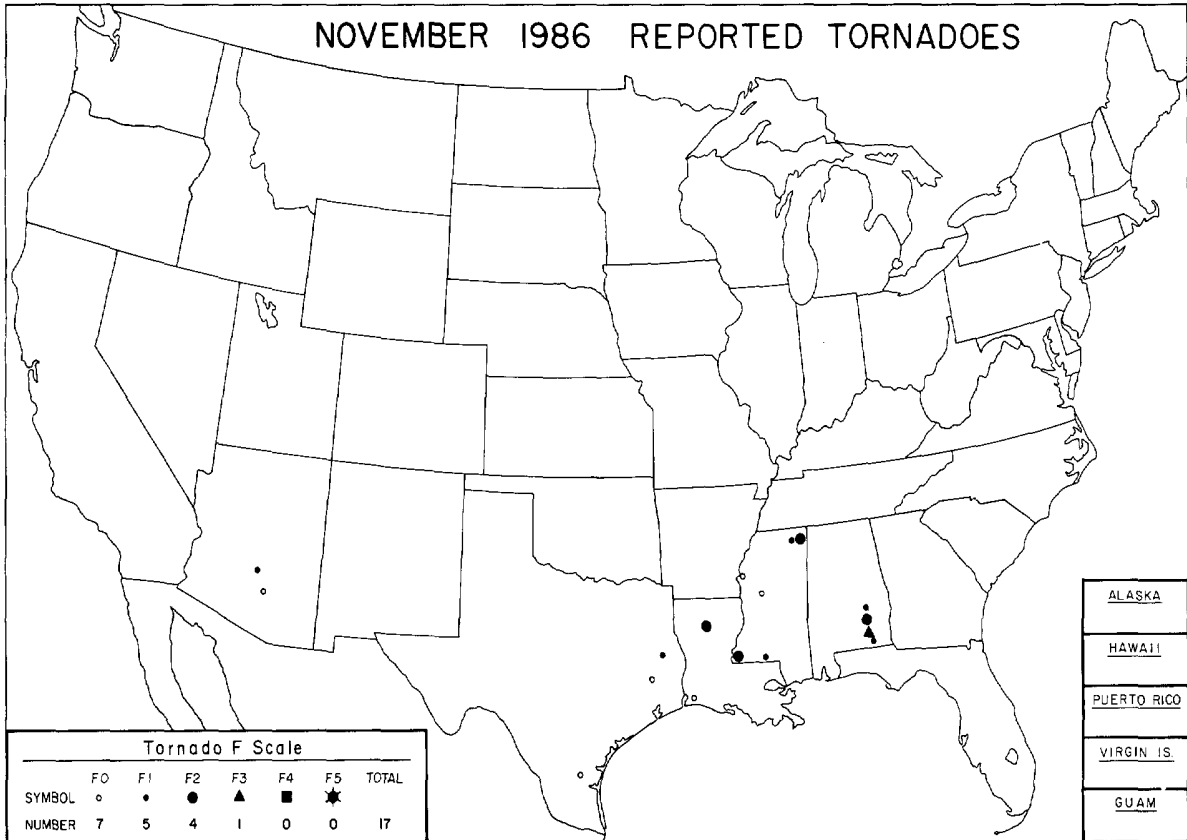 NOVEMBER 1986 REPORTED TORNADOES
ALASKA
HAWAII
PUERTO RICO
VIRGIN IS.
GUAM
Tornado F Scale
F0 F1 F2 F3 F4 F5 TOTAL
SYMBOL
NUMBER 7 5 4 1 0 0 17